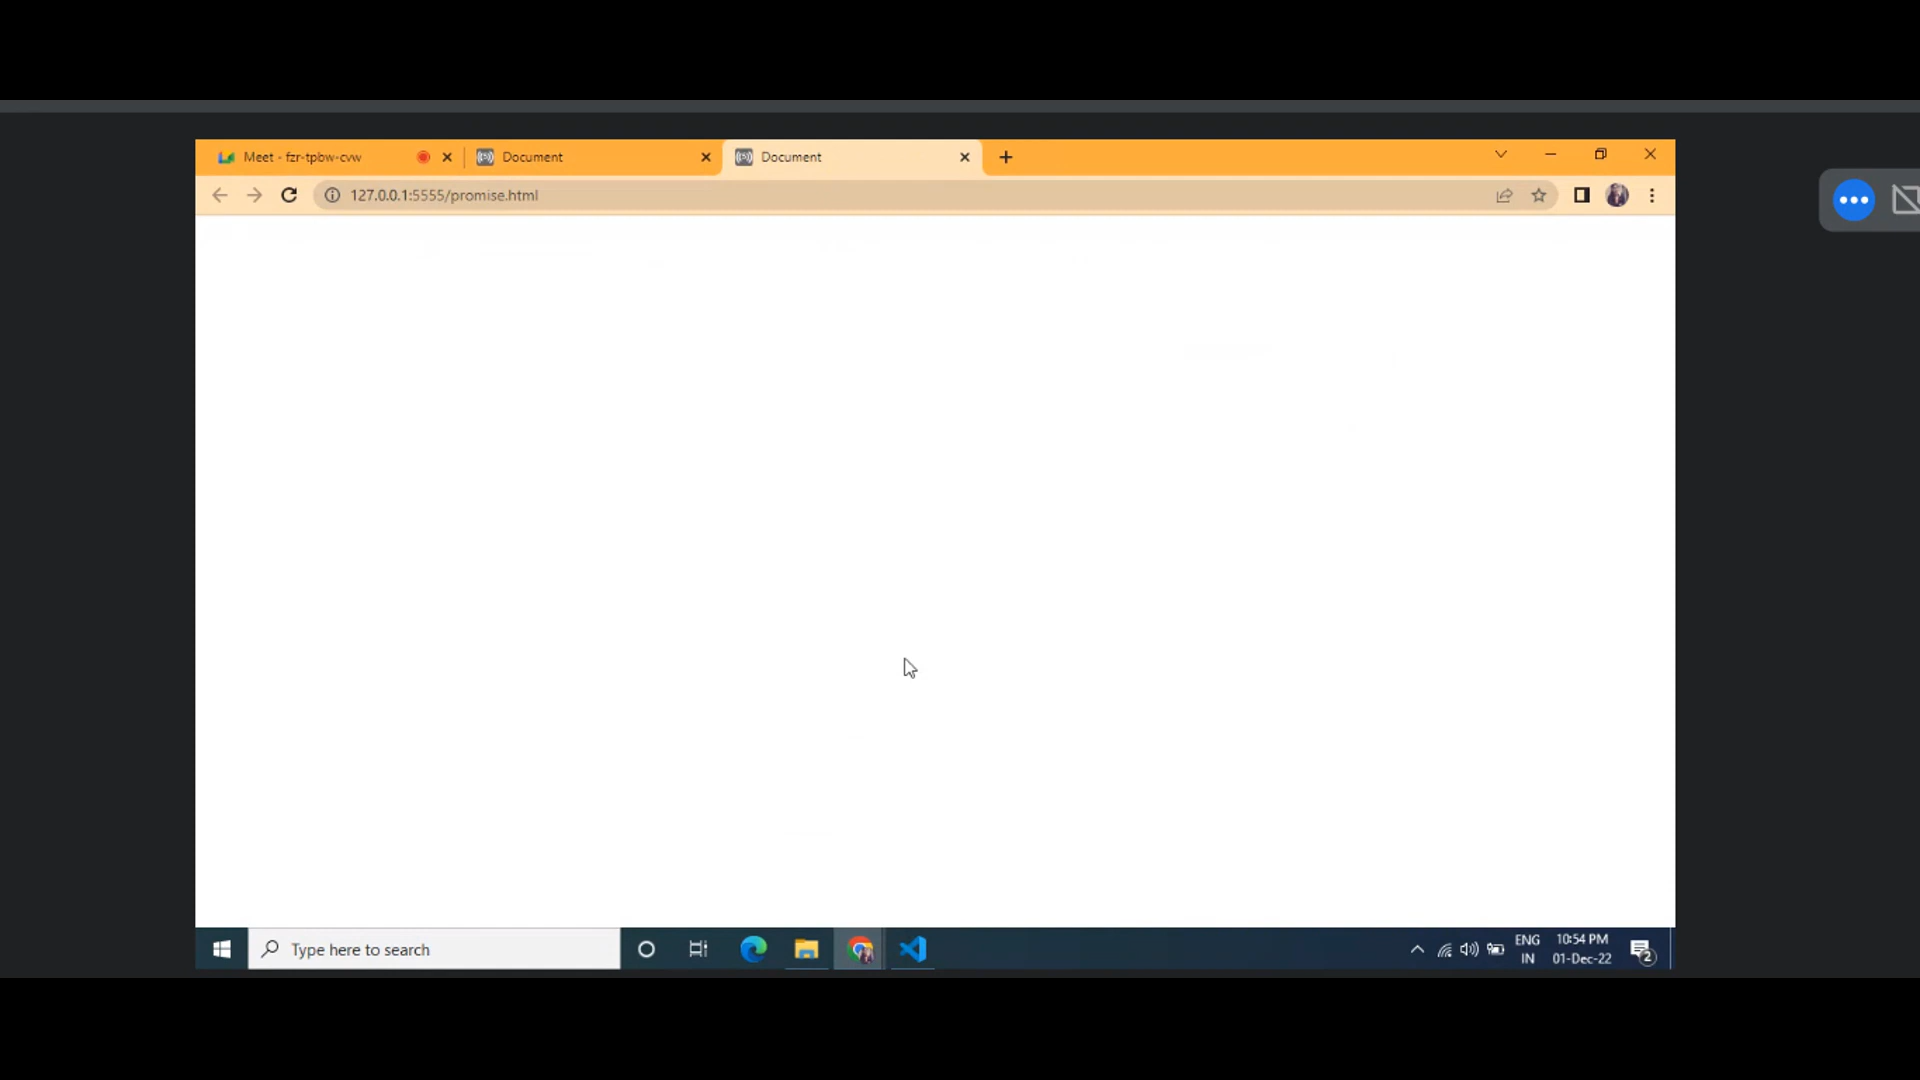 Meet - fzr-tpbw-cvw
Document
Document
127.0.0.1:5555/promise.html
Type here to search
ENG
IN
10:54 PM
01-Dec-22
2